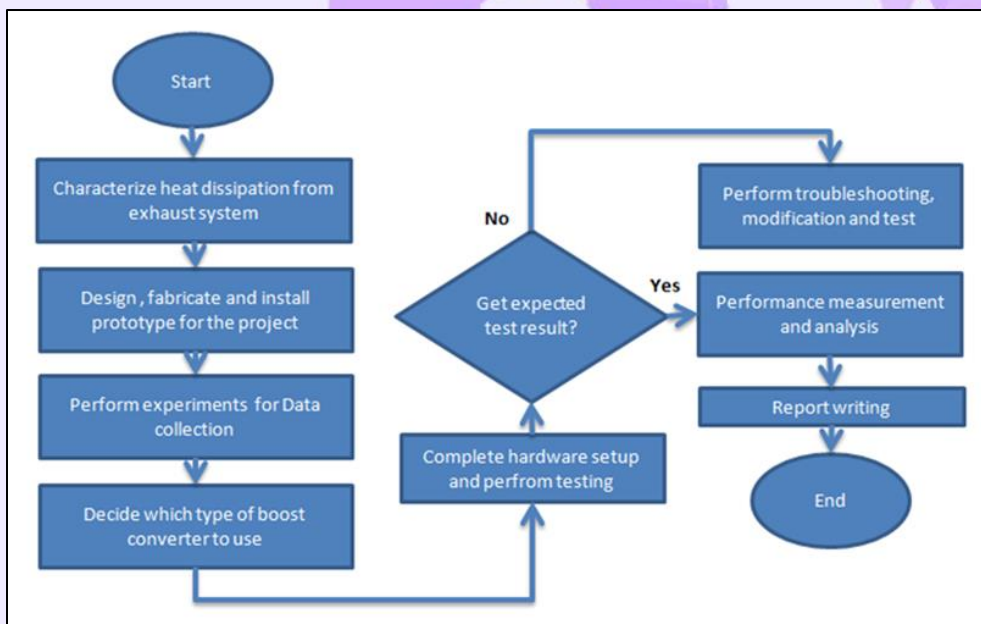 Start
Characterize heat dissipation from
exhaust system
Design , fabricate and install
prototype for the project
Perform experiments for Data
collection
Decide which type of boost
converter to use
Complete hardware setup
and perfrom testing
Get expected
test result?
No
Perform troubleshooting,
modification and test
Yes
Performance measurement
and analysis
Report writing
End